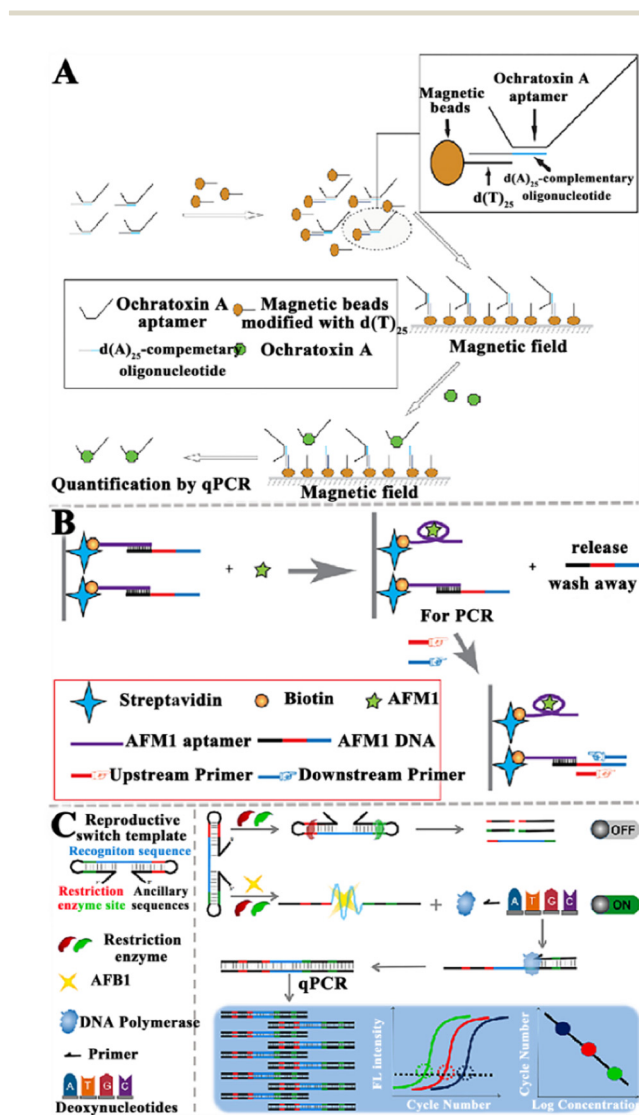 A
Magnetic
beads
Ochratoxin A
aptamer
d(T)25
d(A)25-complementary
oligonucleotide
Ochratoxin A
aptamer
Magnetic beads
modified with d(T)25
d(A)25-compemetary
oligonucleotide
Ochratoxin A
Magnetic field
Quantification by qPCR
Magnetic field
B
+
+
release
wash away
For PCR
Streptavidin
Biotin
AFM1
AFM1 aptamer
AFM1 DNA
Upstream Primer
Downstream Primer
C
Reproductive
switch template
Recogniton sequence
Restriction
enzyme site
Ancillary
sequences
Restriction
enzyme
AFB1
DNA Polymerase
Primer
A T G C
Deoxynucleotides
OFF
+
A T G C
ON
qPCR
FL intensity
Cycle Number
Cycle Number
Log Concentration